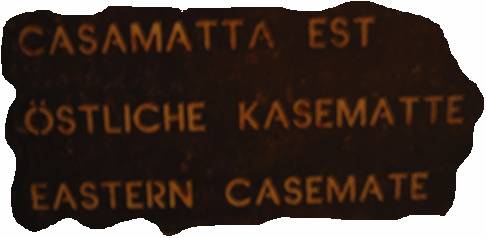 CASAMATTA EST
ÖSTLICHE KASEMATTE
EASTERN CASEMATE